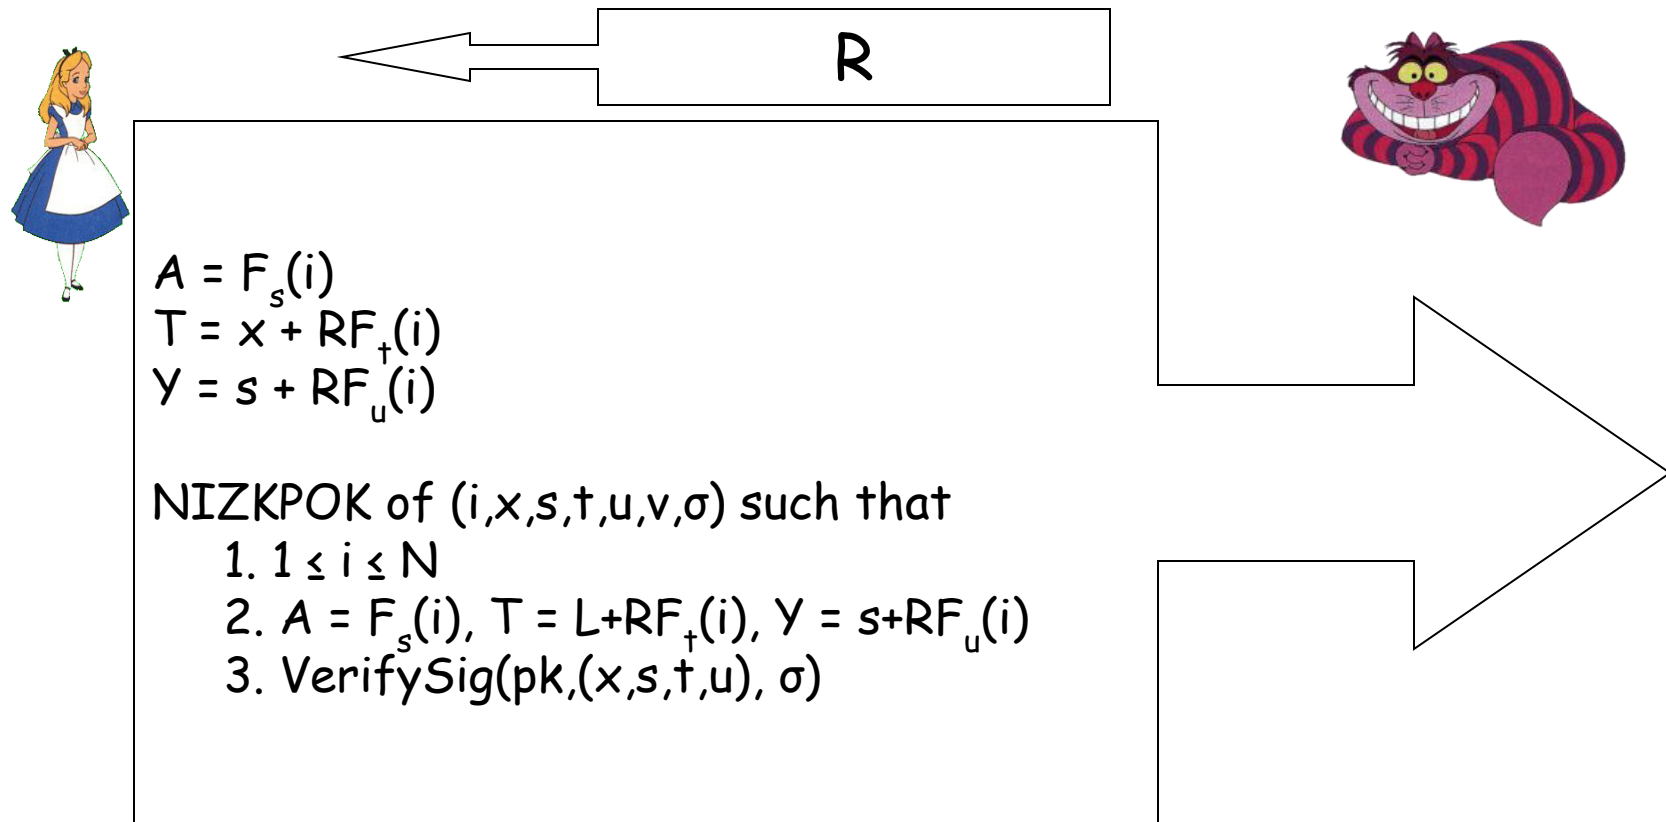 R
A = Fₛ(i)
T = x + RFₜ(i)
Y = s + RFᵤ(i)
NIZKPOK of (i,x,s,t,u,v,σ) such that
1. 1 ≤ i ≤ N
2. A = Fₛ(i), T = L+RFₜ(i), Y = s+RFᵤ(i)
3. VerifySig(pk,(x,s,t,u), σ)